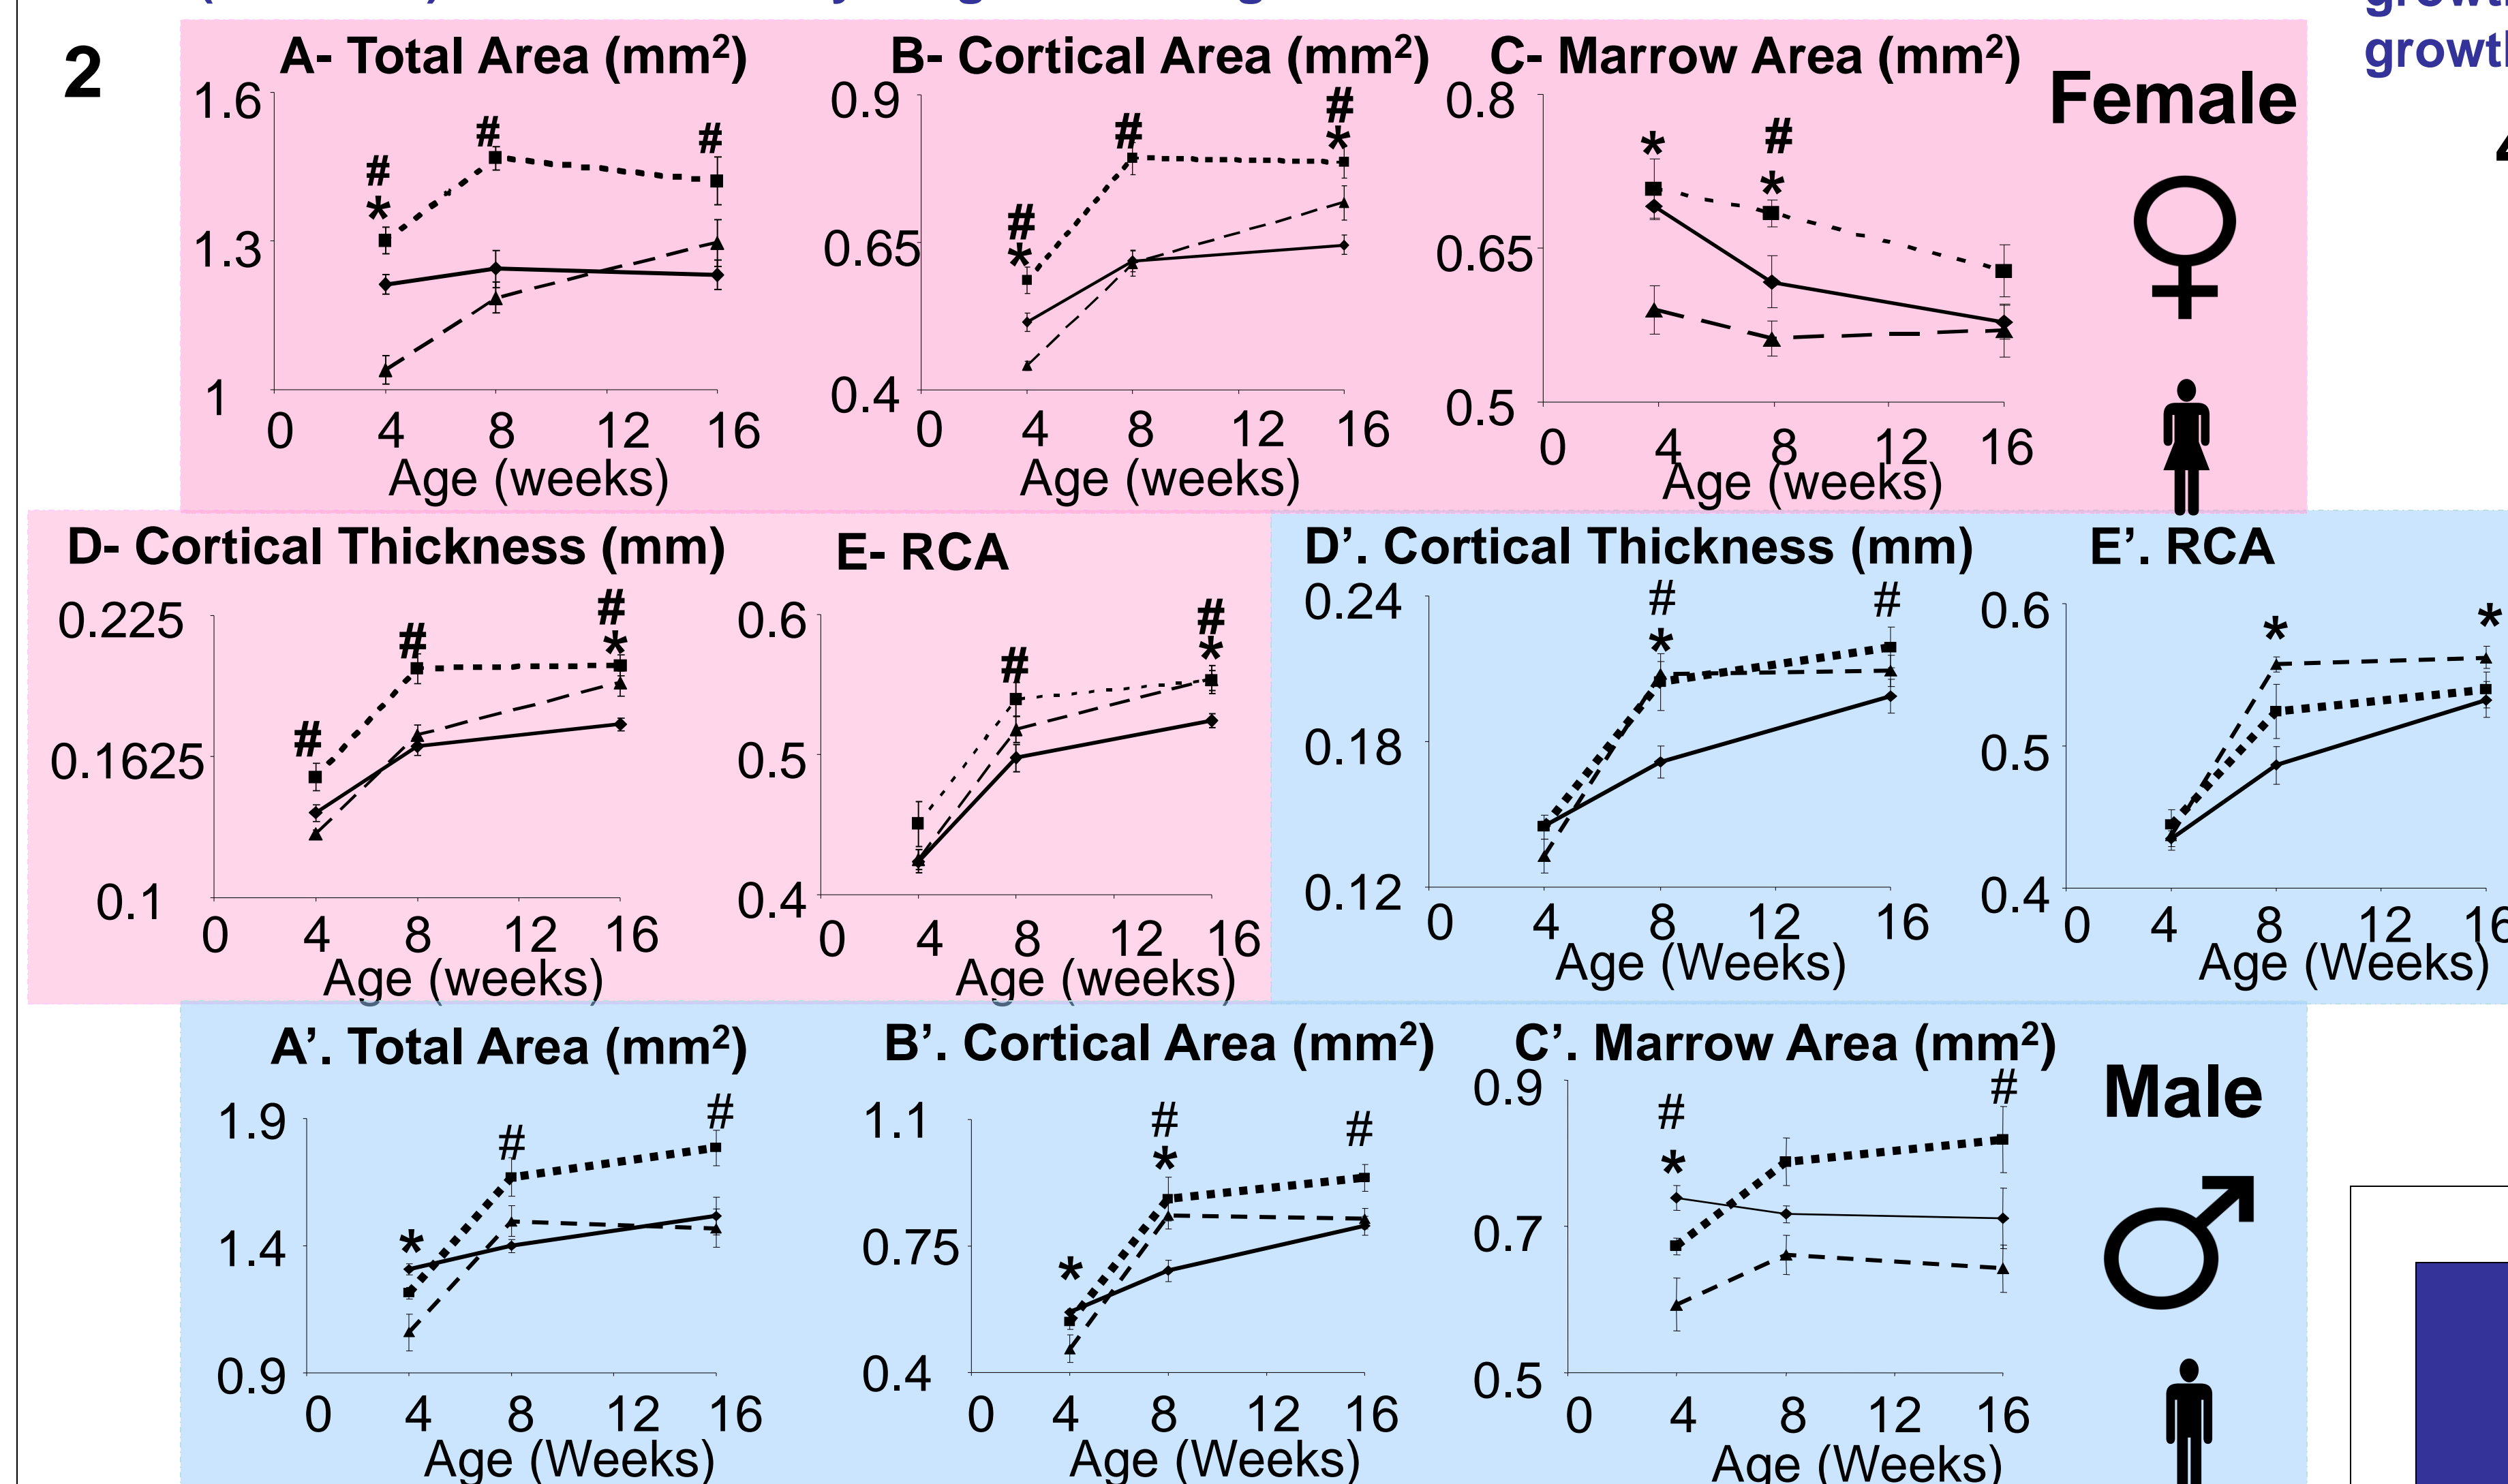 growth
2
A- Total Area (mm2)
B- Cortical Area (mm2)
C- Marrow Area (mm2)
growth
Female
1.6
1.3
1
0 4 8 12 16
Age (weeks)
# * # #
0.9
0.65
0.4
0 4 8 12 16
Age (weeks)
# # * # # *
0.8
0.65
0.5
0 4 8 12 16
Age (weeks)
* # *
D- Cortical Thickness (mm)
0.225
0.1625
0.1
0 4 8 12 16
Age (weeks)
# # # *
E- RCA
0.6
0.5
0.4
0 4 8 12 16
Age (weeks)
# # *
D’. Cortical Thickness (mm)
0.24
0.18
0.12
0 4 8 12 16
Age (Weeks)
# * #
E’. RCA
0.6
0.5
0.4
0 4 8 12 16
Age (Weeks)
* *
A’. Total Area (mm2)
1.9
1.4
0.9
0 4 8 12 16
Age (Weeks)
* # #
B’. Cortical Area (mm2)
1.1
0.75
0.4
0 4 8 12 16
Age (Weeks)
* # * #
C’. Marrow Area (mm2)
0.9
0.7
0.5
0 4 8 12 16
Age (Weeks)
# * #
Male